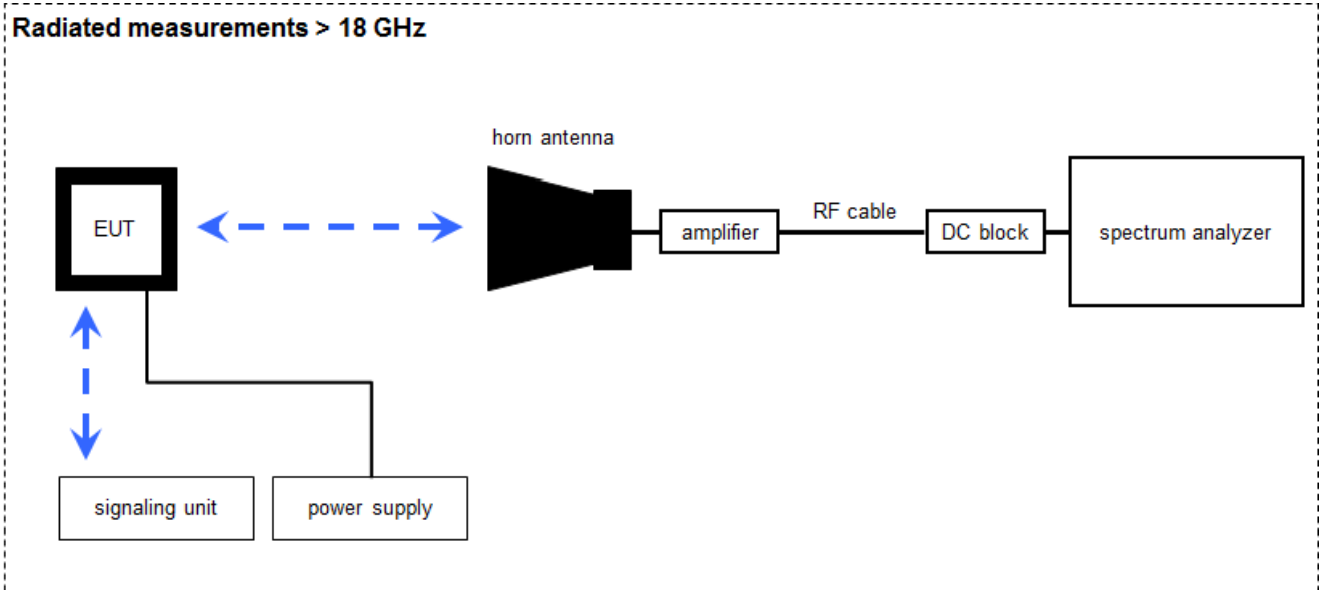 Radiated measurements > 18 GHz
horn antenna
EUT
amplifier
RF cable
DC block
spectrum analyzer
signaling unit
power supply